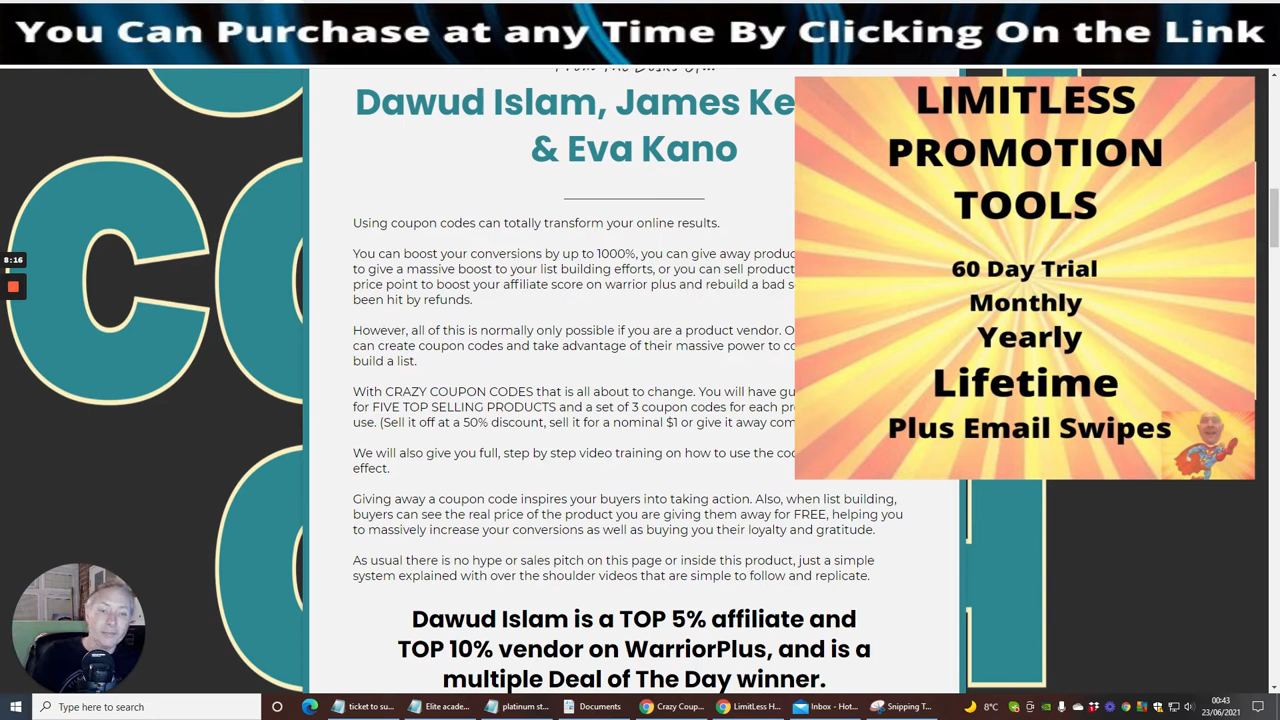 You Can Purchase at any Time By Clicking On the Link
Dawud Islam, James Ke
& Eva Kano
Using coupon codes can totally transform your online results.
You can boost your conversions by up to 1000%, you can give away produc
to give a massive boost to your list building efforts, or you can sell product
price point to boost your affiliate score on warrior plus and rebuild a bad s
been hit by refunds.
However, all of this is normally only possible if you are a product vendor. O
can create coupon codes and take advantage of their massive power to co
build a list.
With CRAZY COUPON CODES that is all about to change. You will have gu
for FIVE TOP SELLING PRODUCTS and a set of 3 coupon codes for each pr
use. (Sell it off at a 50% discount, sell it for a nominal $1 or give it away com
We will also give you full, step by step video training on how to use the co
effect.
Giving away a coupon code inspires your buyers into taking action. Also, when list building,
buyers can see the real price of the product you are giving them away for FREE, helping you
to massively increase your conversions as well as buying you their loyalty and gratitude.
As usual there is no hype or sales pitch on this page or inside this product, just a simple
system explained with over the shoulder videos that are simple to follow and replicate.
Dawud Islam is a TOP 5% affiliate and
TOP 10% vendor on WarriorPlus, and is a
multiple Deal of The Day winner.
LIMITLESS
PROMOTION
TOOLS
60 Day Trial
Monthly
Yearly
Lifetime
Plus Email Swipes
8:16
Type here to search
ticket to su...
Elite acade...
platinum st...
Documents
Crazy Coup...
LimitLess H...
Inbox - Hot...
Snipping T...
8°C
00:43
23/06/2021